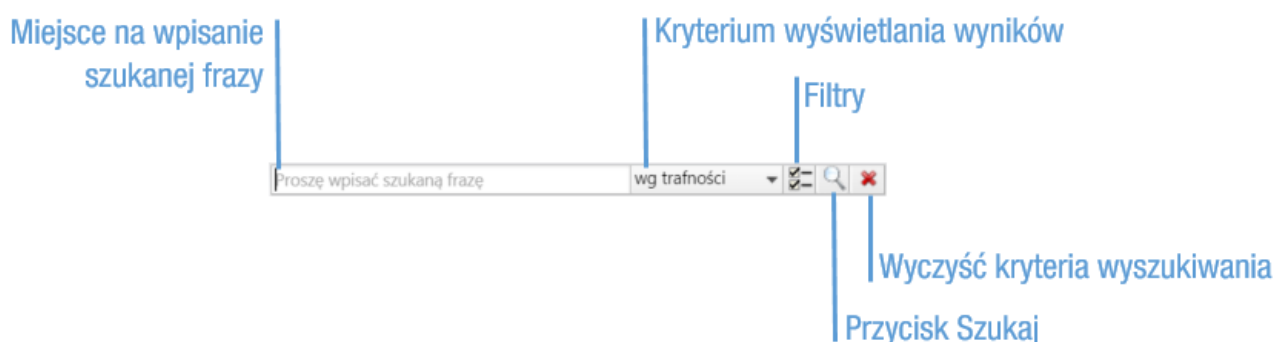 Miejsce na wpisanie
szukanej frazy
Kryterium wyświetlania wyników
Filtry
Proszę wpisać szukaną frazę
wg trafności
Wyczyść kryteria wyszukiwania
Przycisk Szukaj